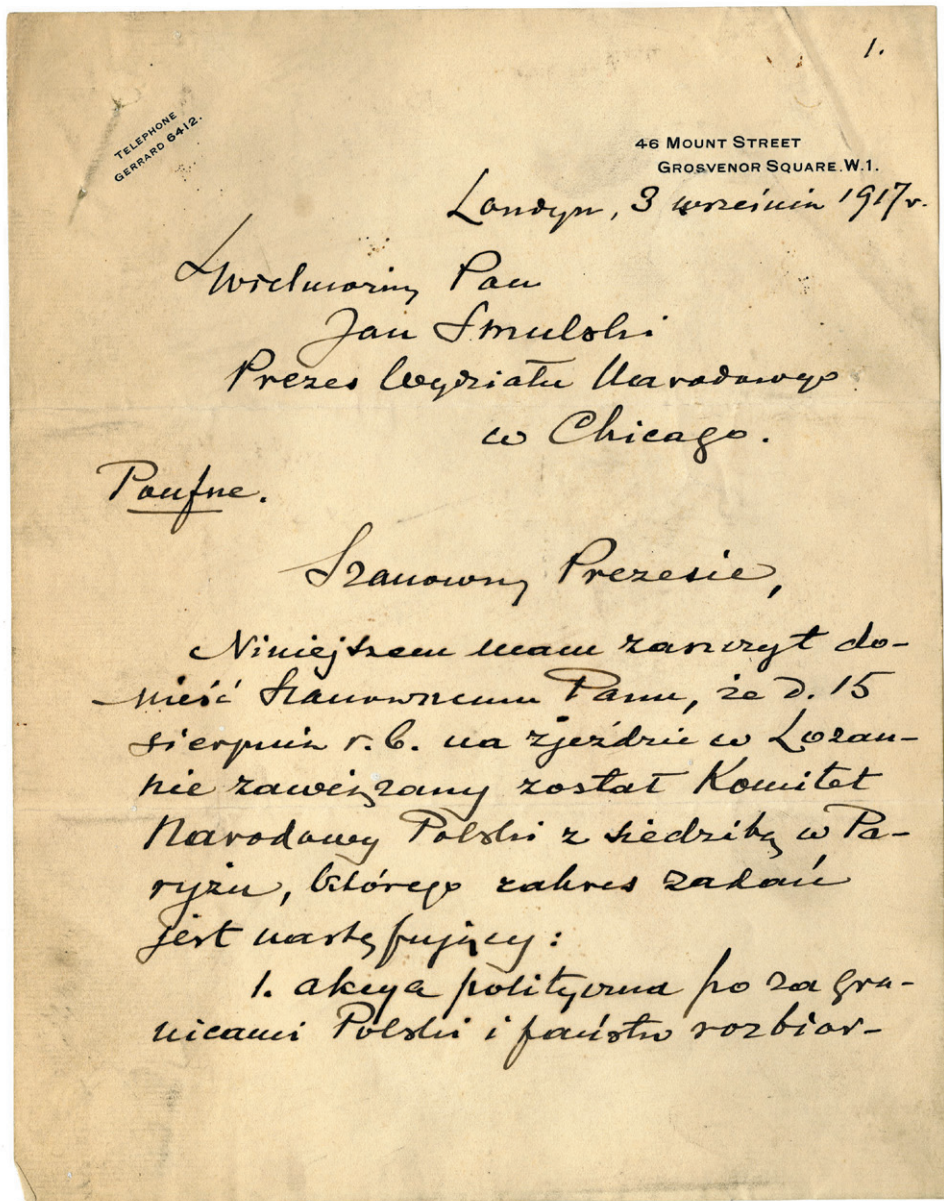 1.
TELEPHONE
GERRARD 6412.
46 MOUNT STREET
GROSVENOR SQUARE. W.1.
Londyn, 3 września 1917 r.
JWielmożny Pan
Jan Smulski
Prezes Wydziału Narodowego
w Chicago.
Poufne.
Szanowny Prezesie,
Niniejszem mam zaszczyt do-
nieść Szanownemu Panu, że d. 15
sierpnia r. b. na zjeździe w Lozan-
nie zawiązany został Komitet
Narodowy Polski z siedzibą w Pa-
ryżu, którego zakres zadań
jest następujący:
1. akcya polityczna po za gra-
nicami Polski i państw rozbior-